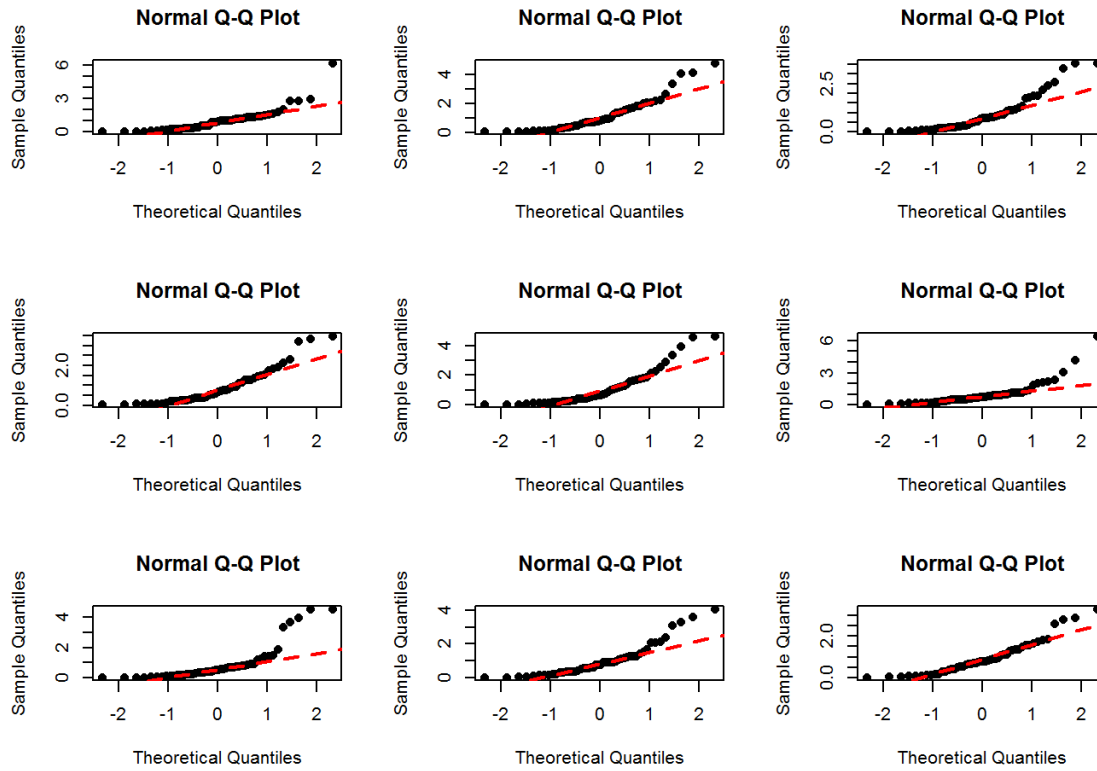 Normal Q-Q Plot Normal Q-Q Plot Normal Q-Q Plot
Sample Quantiles Sample Quantiles Sample Quantiles
0 3 6 0 2 4 0.0 2.5
-2 -1 0 1 2 -2 -1 0 1 2 -2 -1 0 1 2
Theoretical Quantiles Theoretical Quantiles Theoretical Quantiles
Normal Q-Q Plot Normal Q-Q Plot Normal Q-Q Plot
Sample Quantiles Sample Quantiles Sample Quantiles
0.0 2.0 0 2 4 0 3 6
-2 -1 0 1 2 -2 -1 0 1 2 -2 -1 0 1 2
Theoretical Quantiles Theoretical Quantiles Theoretical Quantiles
Normal Q-Q Plot Normal Q-Q Plot Normal Q-Q Plot
Sample Quantiles Sample Quantiles Sample Quantiles
0 2 4 0 2 4 0.0 2.0
-2 -1 0 1 2 -2 -1 0 1 2 -2 -1 0 1 2
Theoretical Quantiles Theoretical Quantiles Theoretical Quantiles